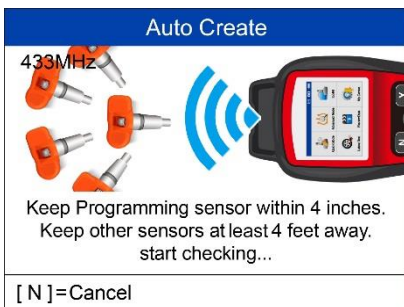 Auto Create
433MHz
Y
N
Keep Programming sensor within 4 inches.
Keep other sensors at least 4 feet away.
start checking...
[ N ]=Cancel